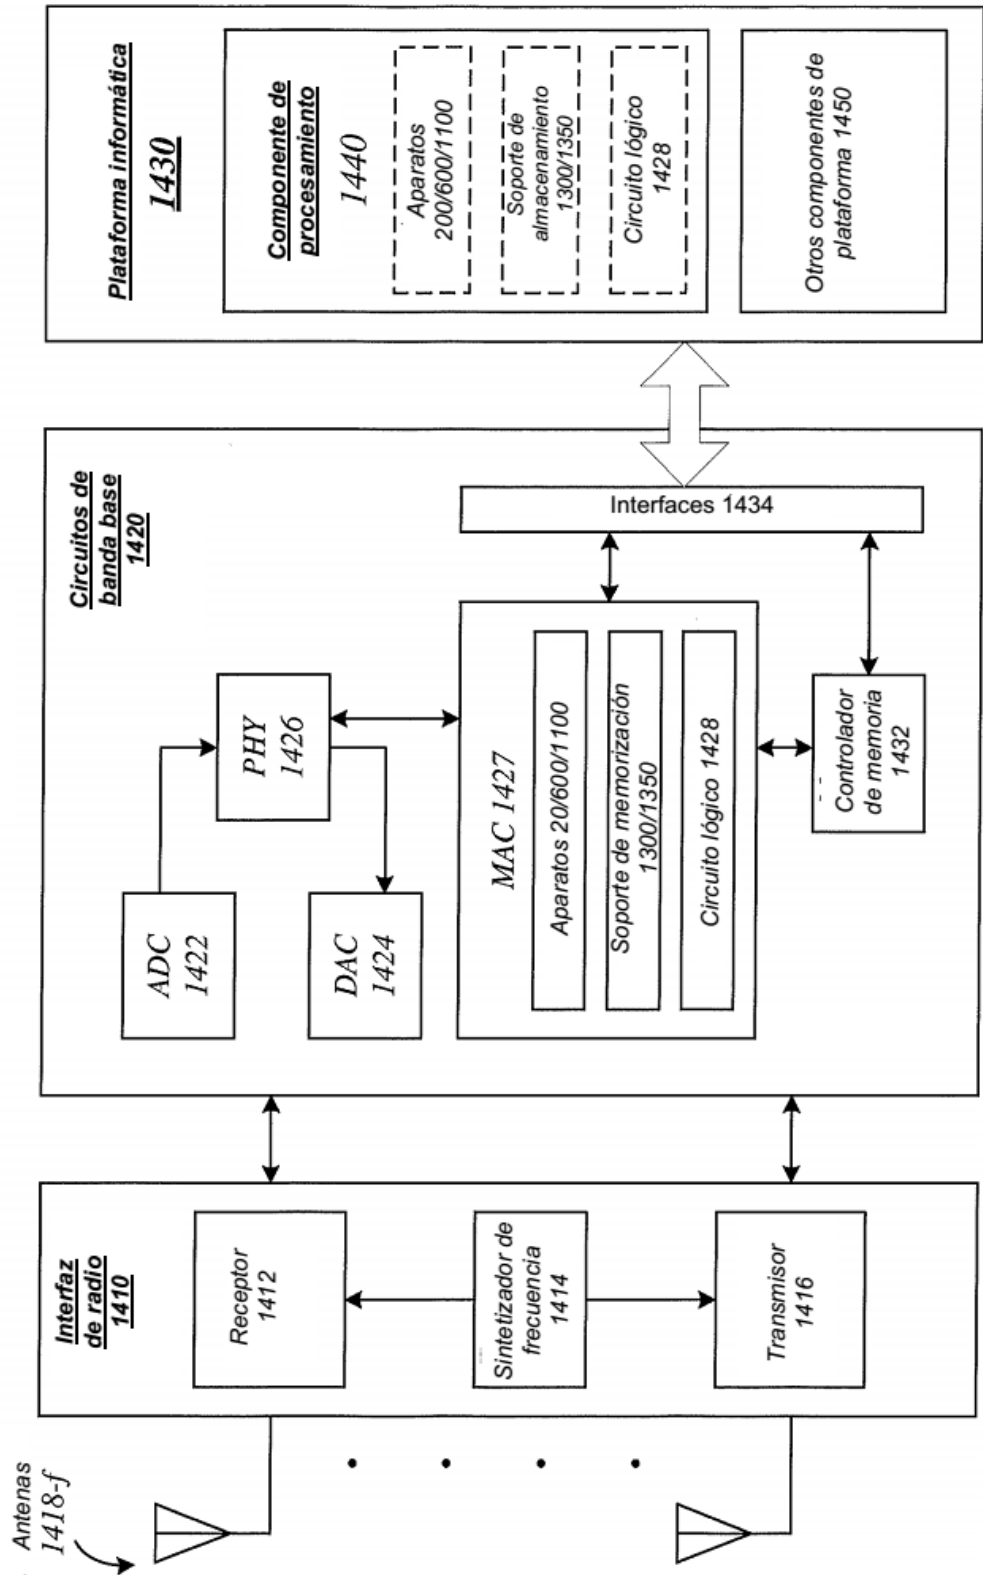 Antenas
1418-f
Interfaz
de radio
1410
Receptor
1412
Sintetizador de
frecuencia
1414
Transmisor
1416
Circuitos de
banda base
1420
ADC
1422
PHY
1426
DAC
1424
MAC 1427
Aparatos 20/600/1100
Soporte de memorización
1300/1350
Circuito lógico 1428
Controlador
de memoria
1432
Interfaces 1434
Plataforma informática
1430
Componente de
procesamiento
1440
Aparatos
200/600/1100
Soporte de
almacenamiento
1300/1350
Circuito lógico
1428
Otros componentes de
plataforma 1450